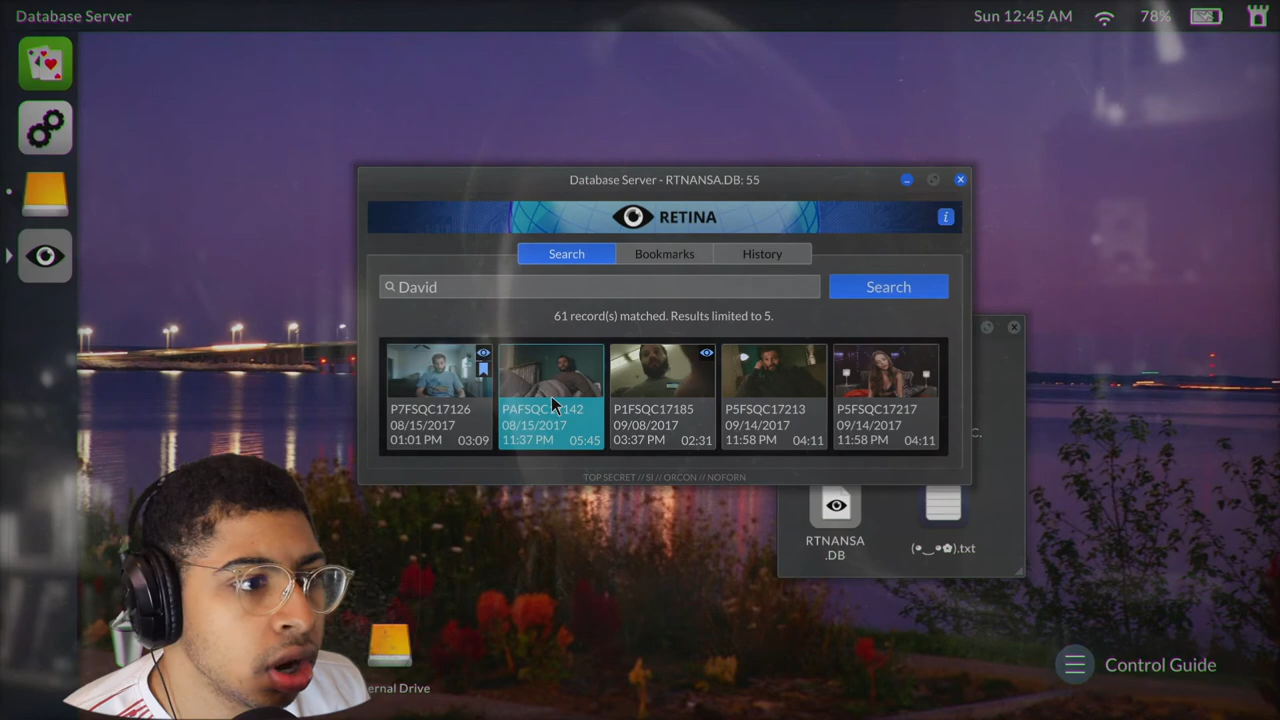 Database Server
Sun 12:45 AM
78%
Database Server - RTNANSA.DB: 55
RETINA
i
Search
Bookmarks
History
David
Search
61 record(s) matched. Results limited to 5.
P7FSQC17126
08/15/2017
01:01 PM 03:09
08/15/2017
11:37 PM 05:45
P1FSQC17185
09/08/2017
03:37 PM 02:31
P5FSQC17213
09/14/2017
11:58 PM 04:11
P5FSQC17217
09/14/2017
11:58 PM 04:11
TOP SECRET // SI / ORCON // NOFORN
C.
RTNANSA
.DB
(•‿•✿).txt
ernal Drive
Control Guide